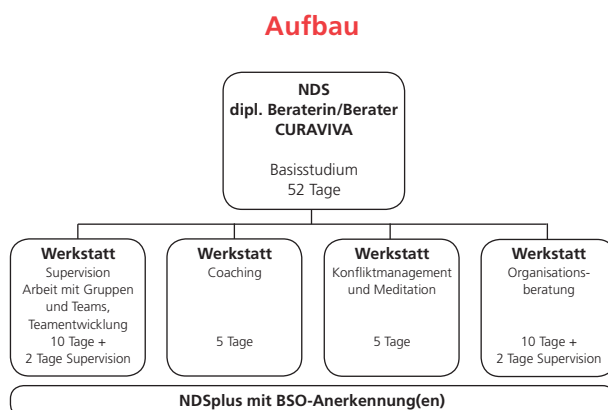 Aufbau
NDS
dipl. Beraterin/Berater
CURAVIVA
Basisstudium
52 Tage
Werkstatt
Supervision
Arbeit mit Gruppen
und Teams,
Teamentwicklung
10 Tage +
2 Tage Supervision
Werkstatt
Coaching
5 Tage
Werkstatt
Konfliktmanagement
und Meditation
5 Tage
Werkstatt
Organisations-
beratung
10 Tage +
2 Tage Supervision
NDSplus mit BSO-Anerkennung(en)